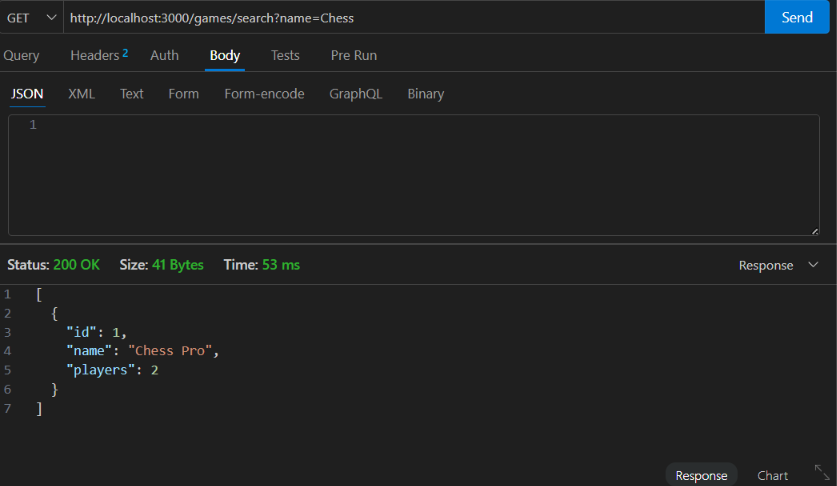 GET http://localhost:3000/games/search?name=Chess Send
Query Headers 2 Auth Body Tests Pre Run
JSON XML Text Form Form-encode GraphQL Binary
1
Status: 200 OK Size: 41 Bytes Time: 53 ms Response
1 [
2 {
3 "id": 1,
4 "name": "Chess Pro",
5 "players": 2
6 }
7 ]
Response Chart